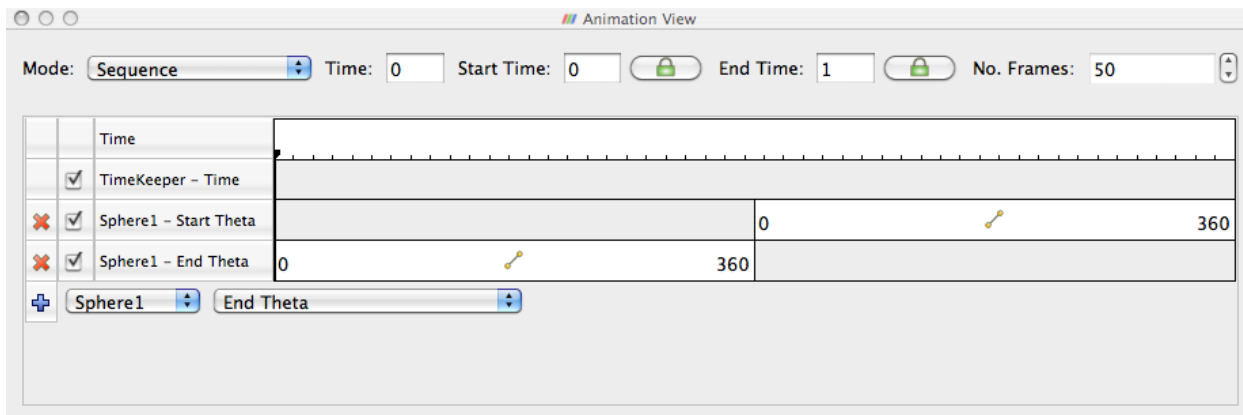 Animation View
Mode: Sequence Time: 0 Start Time: 0 End Time: 1 No. Frames: 50
Time
TimeKeeper – Time
Sphere1 – Start Theta 0 360
Sphere1 – End Theta 0 360
Sphere1 End Theta